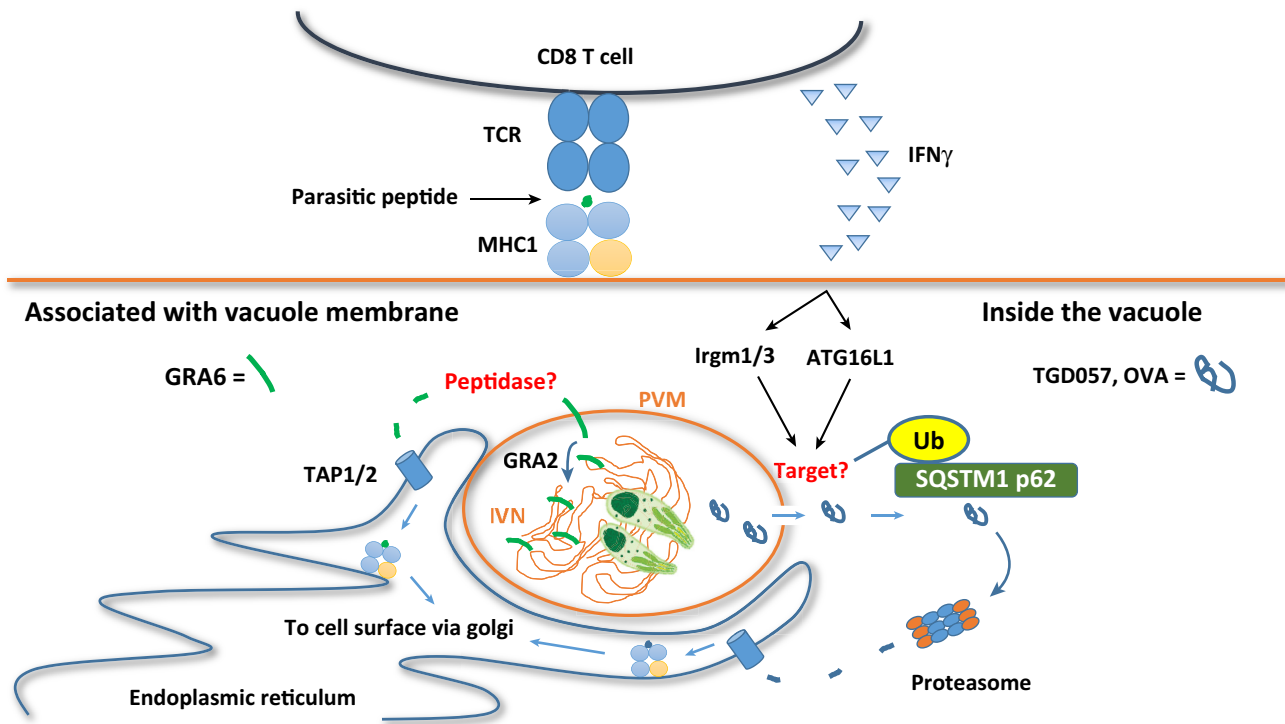 CD8 T cell
TCR
IFNγ
Parasitic peptide
MHC1
Associated with vacuole membrane
Inside the vacuole
Irgm1/3
ATG16L1
GRA6 =
Peptidase?
TGD057, OVA =
PVM
Ub
GRA2
TAP1/2
Target?
SQSTM1 p62
IVN
To cell surface via golgi
Proteasome
Endoplasmic reticulum